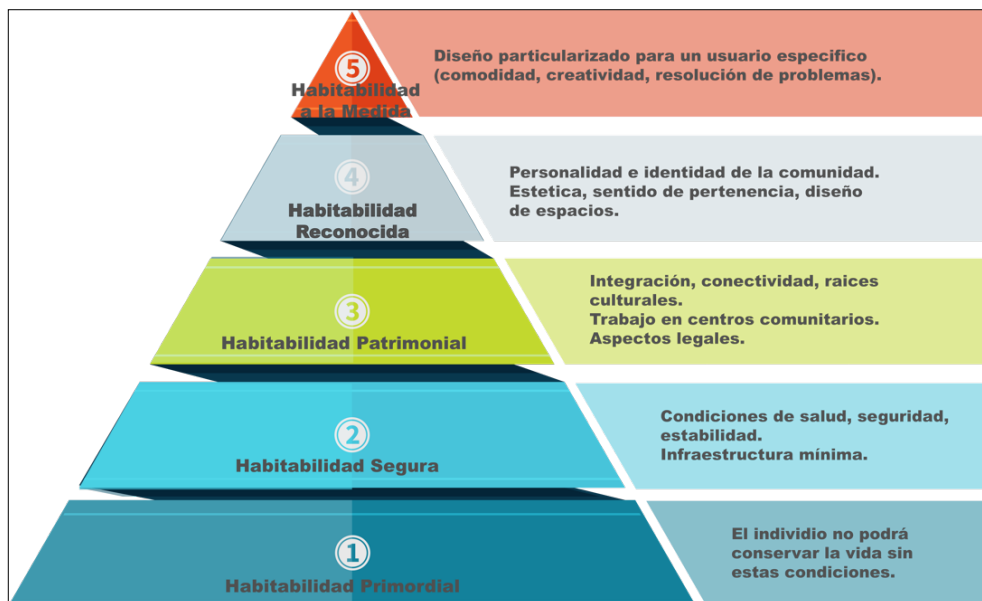 5
Habitabilidad
a la Medida
Diseño particularizado para un usuario especifico
(comodidad, creatividad, resolución de problemas).
4
Habitabilidad
Reconocida
Personalidad e identidad de la comunidad.
Estetica, sentido de pertenencia, diseño
de espacios.
3
Habitabilidad Patrimonial
Integración, conectividad, raices
culturales.
Trabajo en centros comunitarios.
Aspectos legales.
2
Habitabilidad Segura
Condiciones de salud, seguridad,
estabilidad.
Infraestructura mínima.
1
Habitabilidad Primordial
El individio no podrá
conservar la vida sin
estas condiciones.